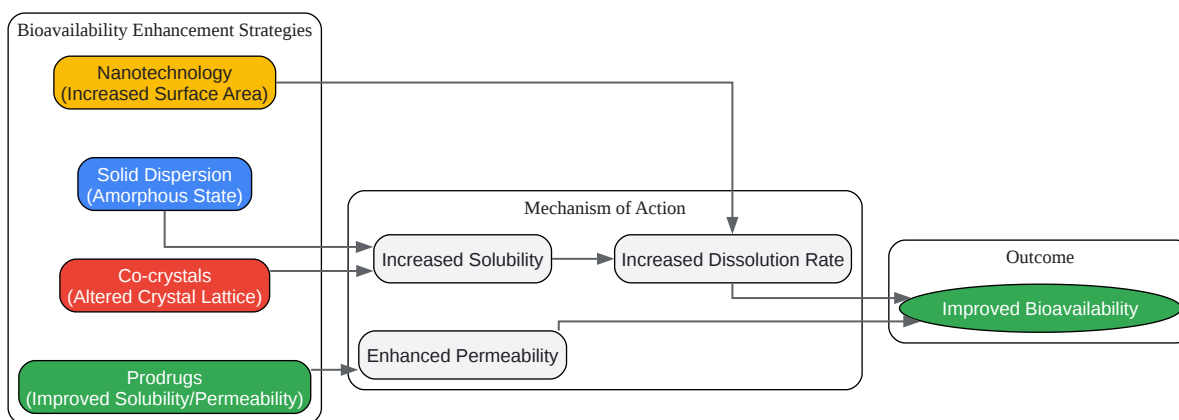 Bioavailability Enhancement Strategies
Nanotechnology
(Increased Surface Area)
Solid Dispersion
(Amorphous State)
Co-crystals
(Altered Crystal Lattice)
Prodrugs
(Improved Solubility/Permeability)
Mechanism of Action
Increased Solubility
Increased Dissolution Rate
Enhanced Permeability
Outcome
Improved Bioavailability